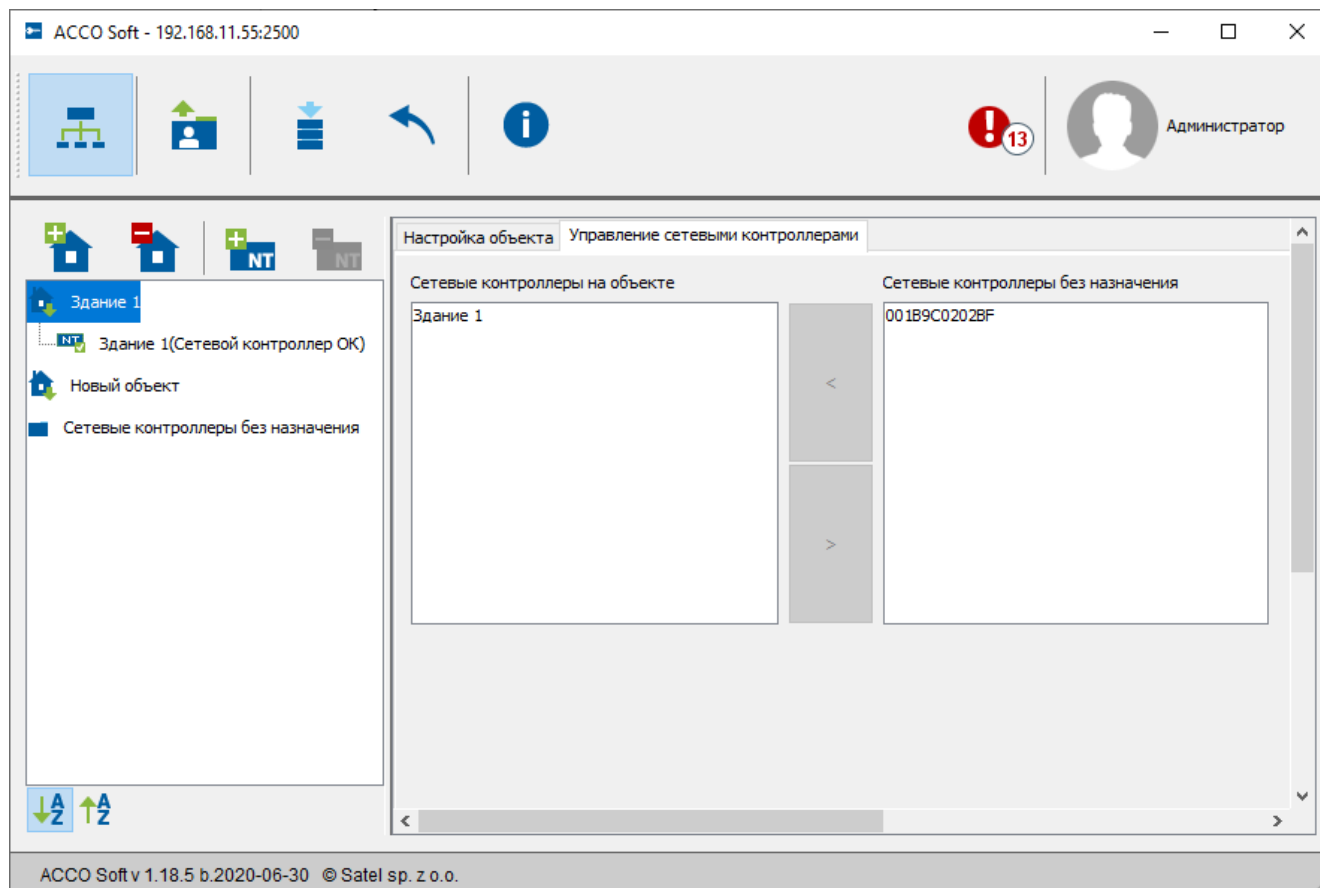 ACCO Soft - 192.168.11.55:2500
13
Администратор
NT
NT
Настройка объекта
Управление сетевыми контроллерами
Здание 1
NT
Здание 1(Сетевой контроллер ОК)
Новый объект
Сетевые контроллеры без назначения
Сетевые контроллеры на объекте
Здание 1
<
>
Сетевые контроллеры без назначения
001B9C0202BF
AZ
AZ
ACCO Soft v 1.18.5 b.2020-06-30 © Satel sp. z o.o.